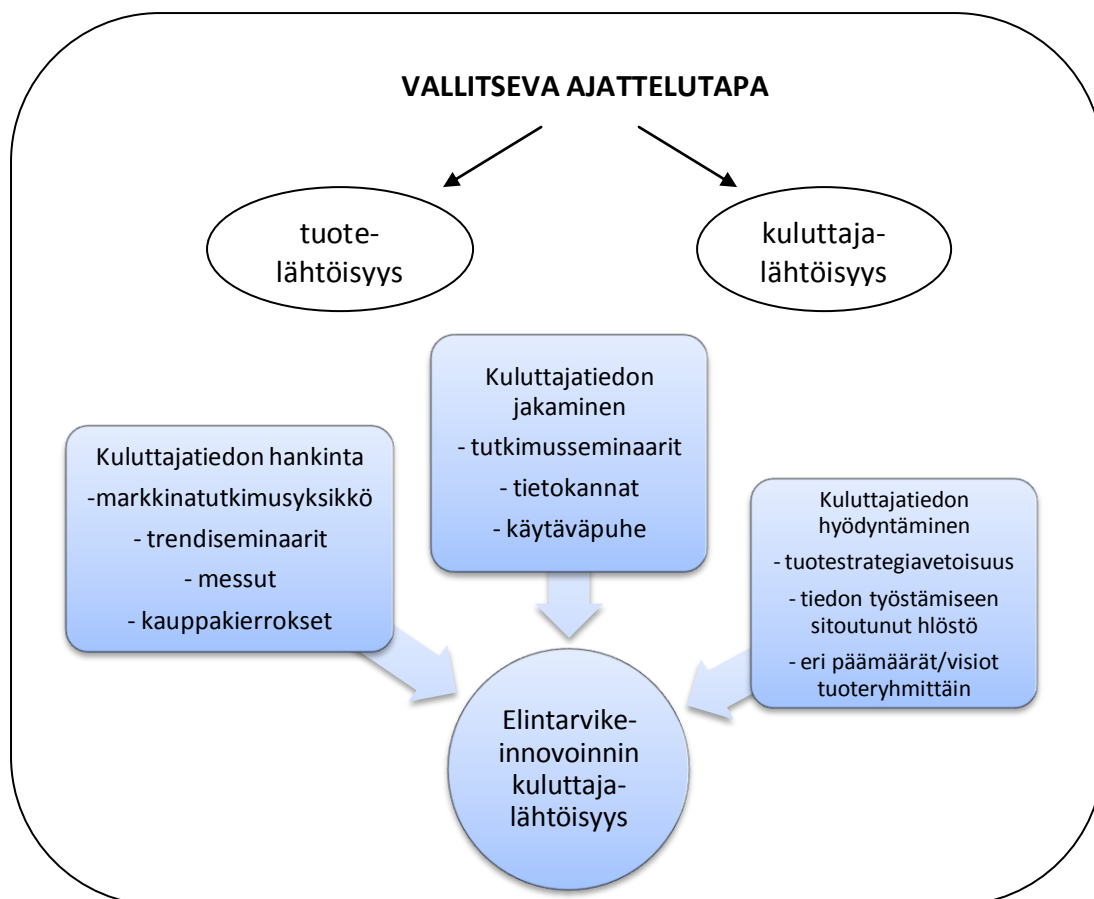 VALLITSEVA AJATTELUTAPA
tuote-
lähtöisyys
kuluttaja-
lähtöisyys
Kuluttajatiedon hankinta
-markkinatutkimusyksikkö
- trendiseminaarit
- messut
- kauppakierrokset
Kuluttajatiedon
jakaminen
- tutkimusseminaarit
- tietokannat
- käytäväpuhe
Kuluttajatiedon
hyödyntäminen
- tuotestrategiavetoisuus
- tiedon työstämiseen
sitoutunut hlöstö
- eri päämäärät/visiot
tuoteryhmittäin
Elintarvike-
innovoinnin
kuluttaja-
lähtöisyys